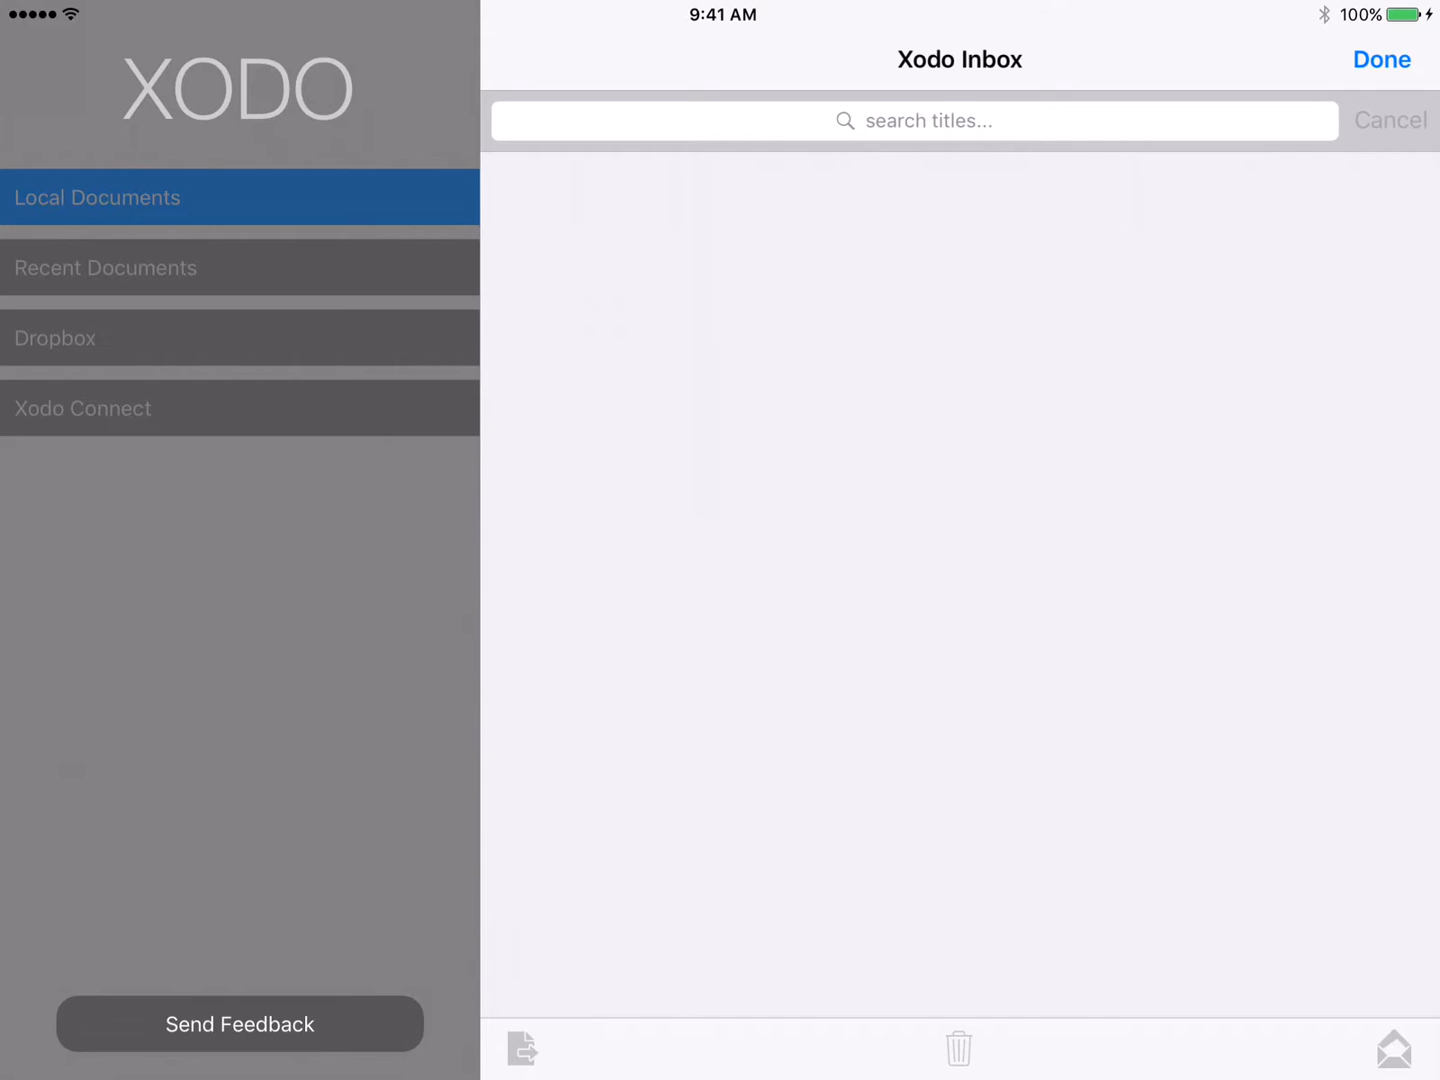 9:41 AM
100%
XODO
Xodo Inbox
Done
search titles...
Cancel
Local Documents
Recent Documents
Dropbox
Xodo Connect
Send Feedback